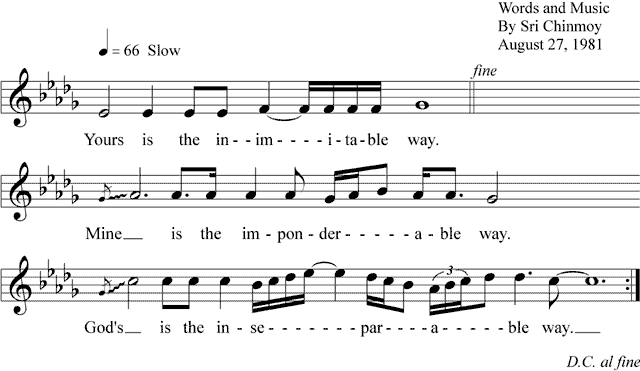 Words and Music
By Sri Chinmoy
August 27, 1981
♩ = 66 Slow
fine
Yours is the in--im-----i-table way.
Mine__ is the im-pon-der-------a-ble way.
3
God's__ is the in-se---------par---a----ble way.__
D.C. al fine